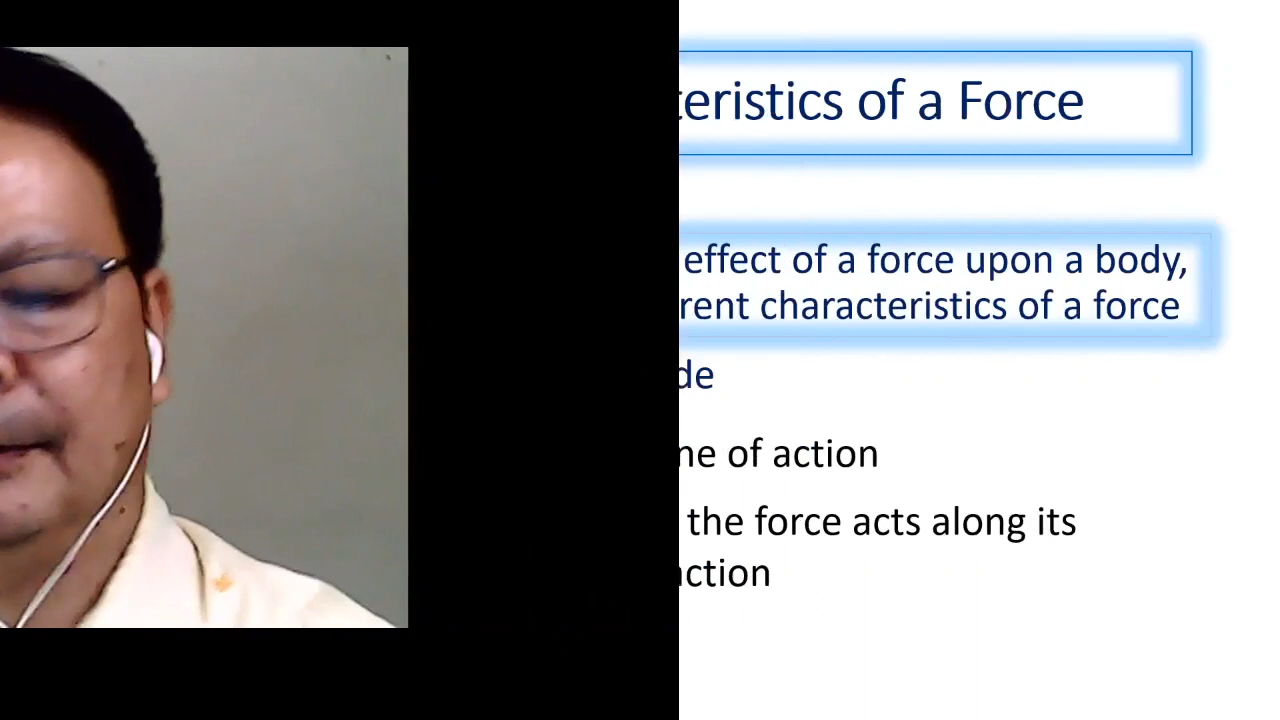 teristics of a Force
effect of a force upon a body,
rent characteristics of a force
de
ne of action
the force acts along its
action